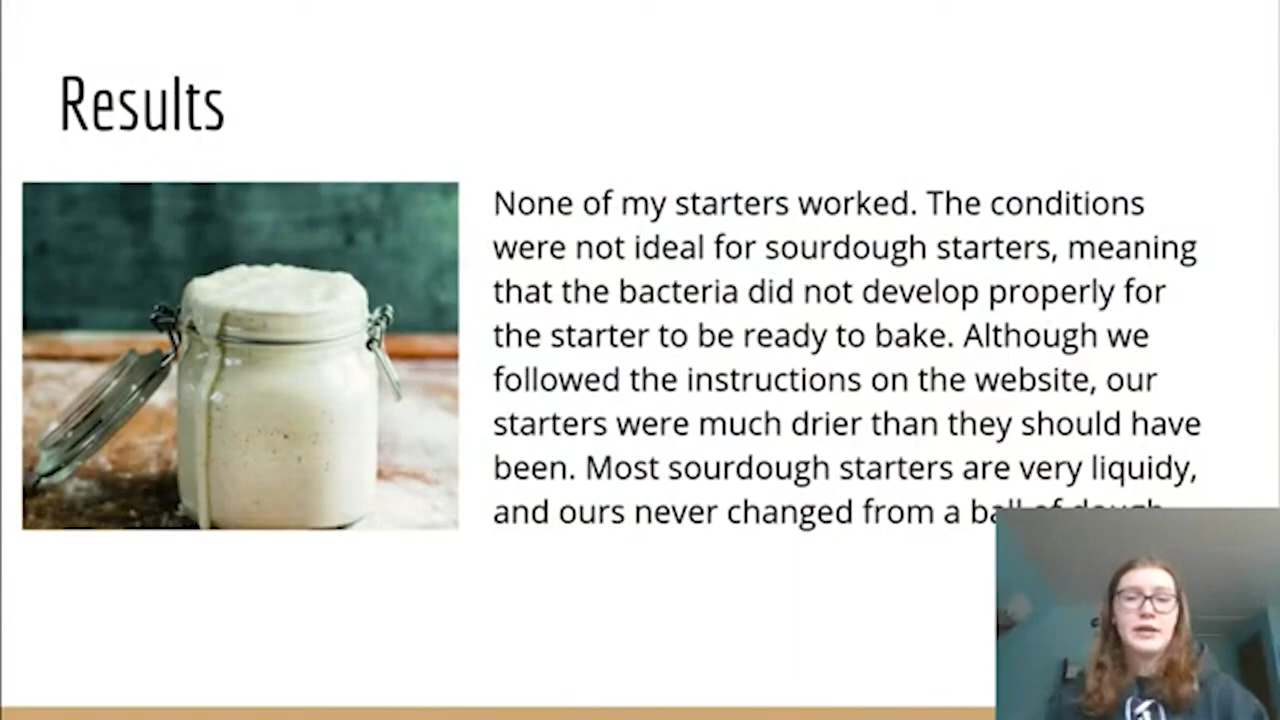 Results
None of my starters worked. The conditions
were not ideal for sourdough starters, meaning
that the bacteria did not develop properly for
the starter to be ready to bake. Although we
followed the instructions on the website, our
starters were much drier than they should have
been. Most sourdough starters are very liquidy,
and ours never changed from a ball of dough